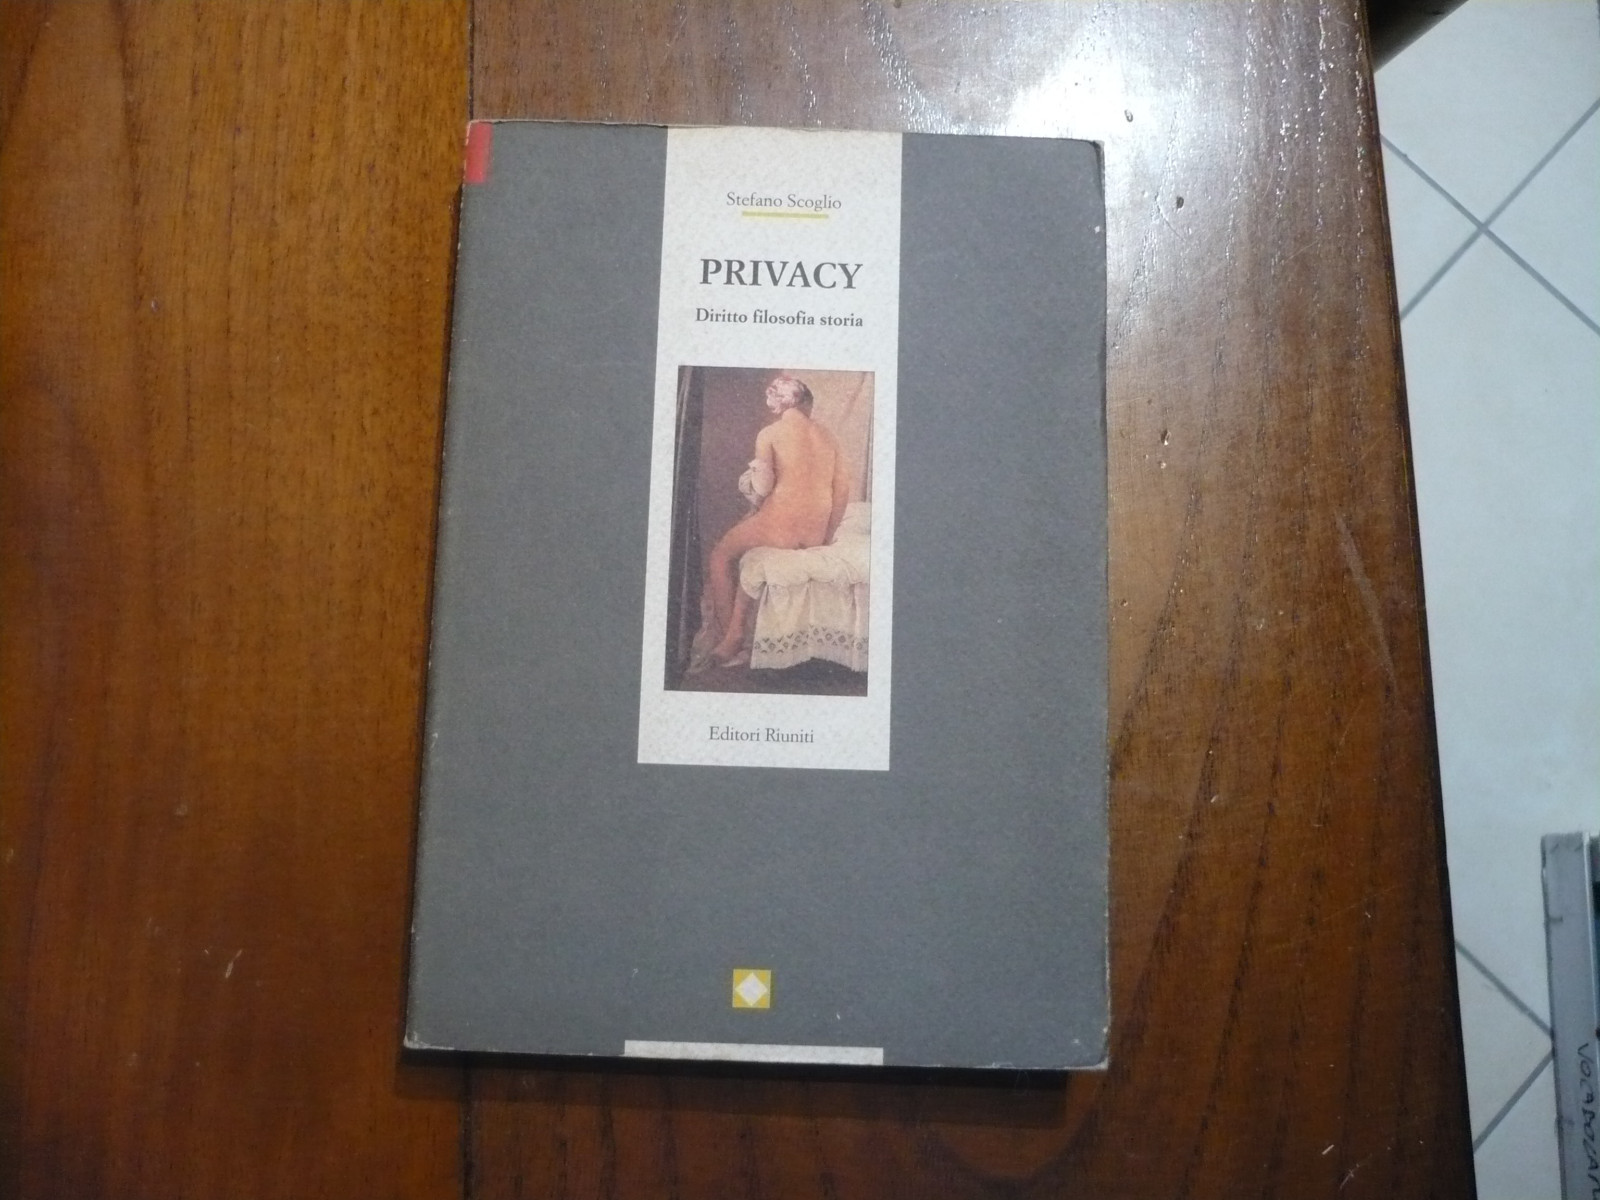 Stefano Scoglio
PRIVACY
Diritto filosofia storia
Editori Riuniti